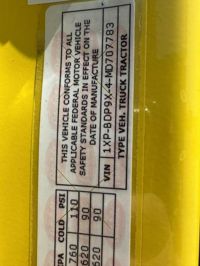 THIS VEHICLE CONFORMS TO ALL
APPLICABLE FEDERAL MOTOR VEHICLE
SAFETY STANDARDS IN EFFECT ON THE
DATE OF MANUFACTURE
VIN 1XP-BDP9X-4-MD707783
TYPE VEH. TRUCK TRACTOR
KPA COLD PSI
760 110
620 90
620 90